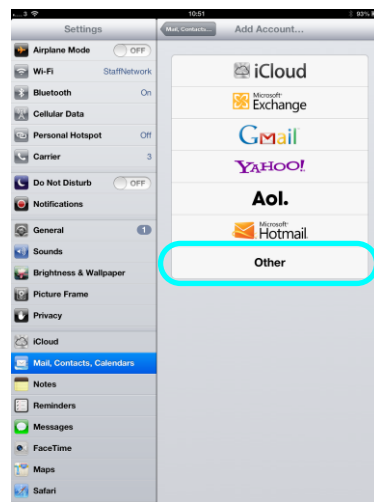 ...3 10:51 93%
Settings
Airplane Mode OFF
Wi-Fi StaffNetwork
Bluetooth On
Cellular Data
Personal Hotspot Off
Carrier 3
Do Not Disturb OFF
Notifications
General 1
Sounds
Brightness & Wallpaper
Picture Frame
Privacy
iCloud
Mail, Contacts, Calendars
Notes
Reminders
Messages
FaceTime
Maps
Safari
Mail, Contacts... Add Account...
iCloud
Microsoft
Exchange
Gmail
YAHOO!
Aol.
Microsoft
Hotmail
Other